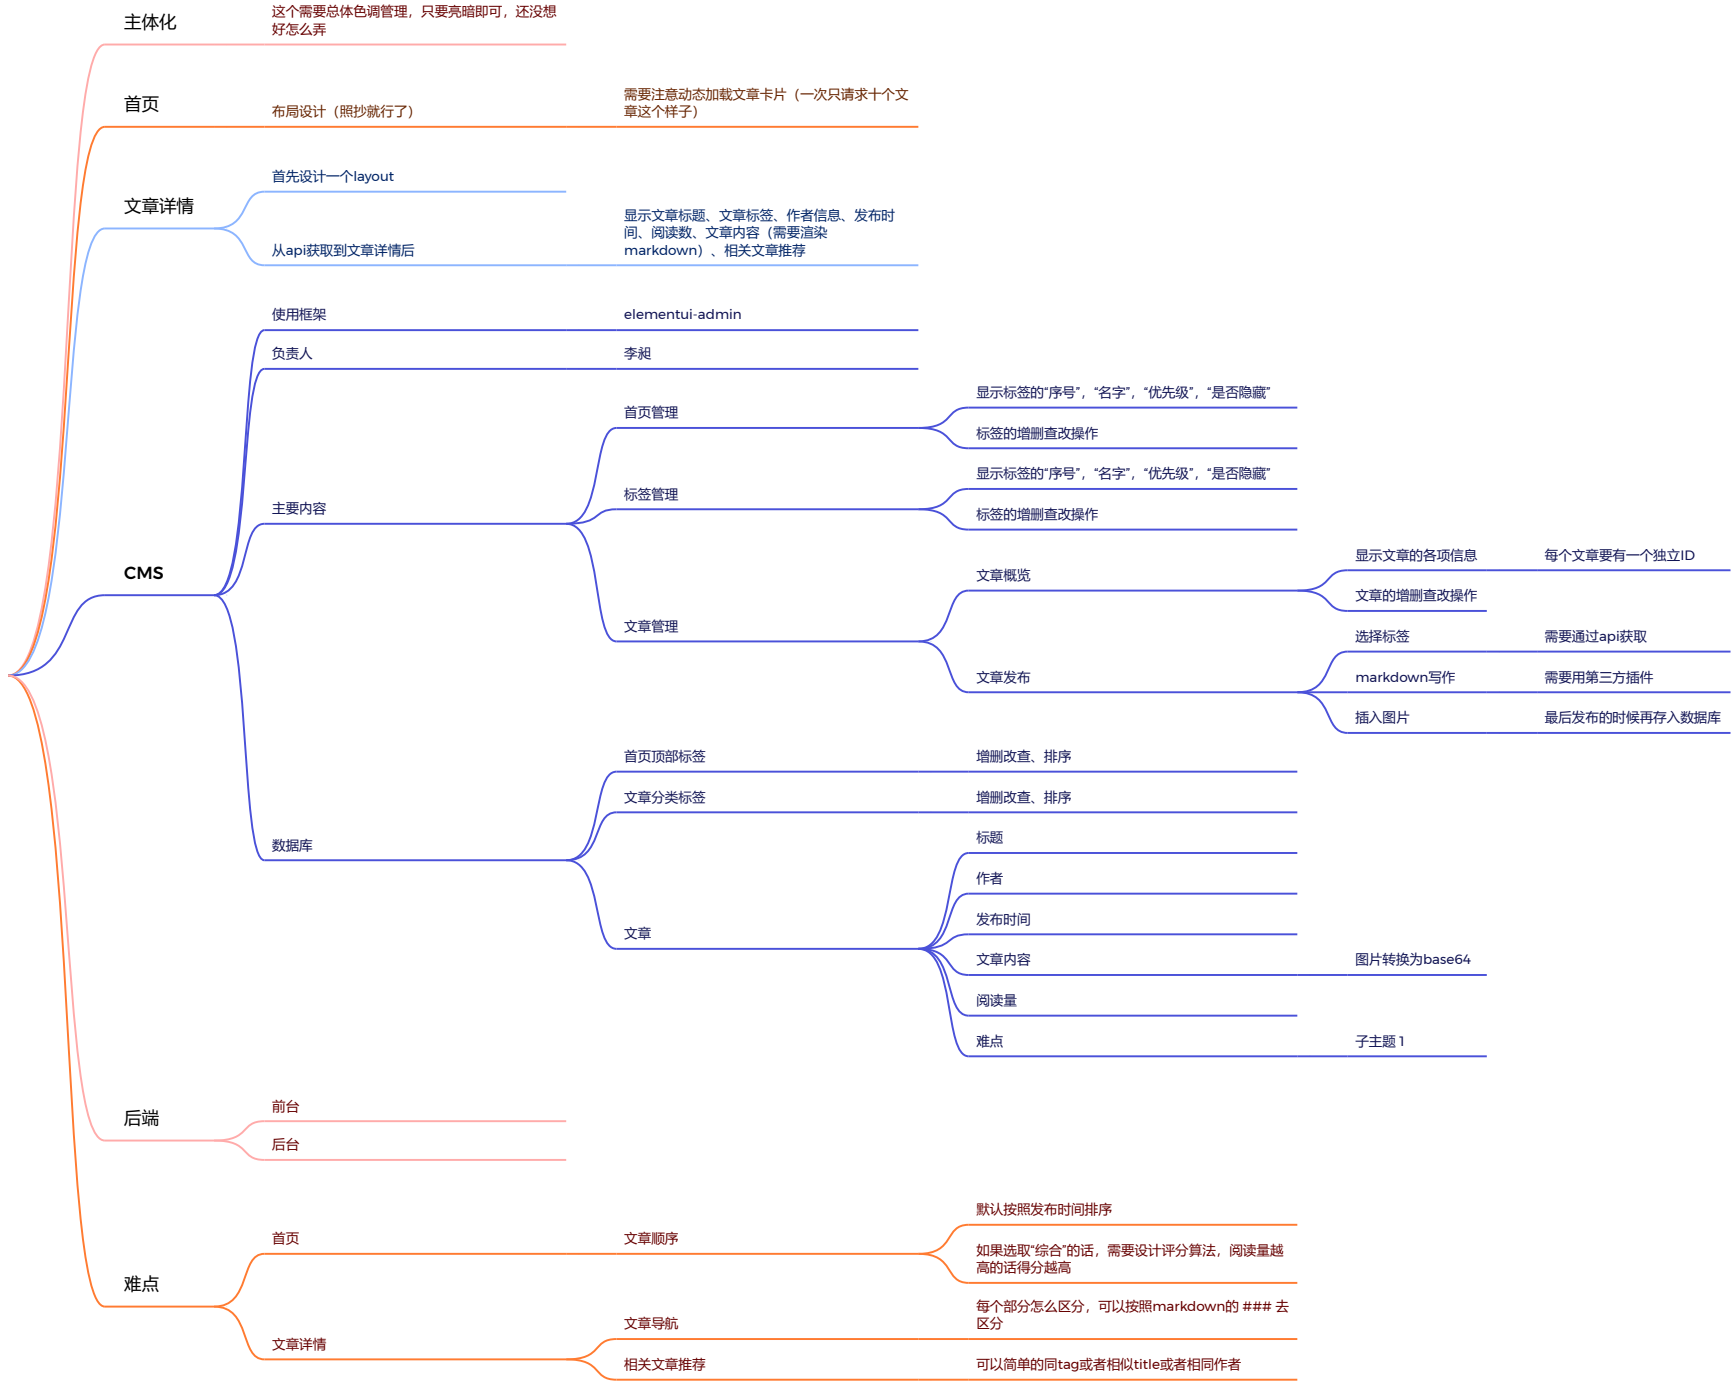 主体化
这个需要总体色调管理，只要亮暗即可，还没想
好怎么弄
首页
布局设计（照抄就行了）
需要注意动态加载文章卡片（一次只请求十个文
章这个样子）
文章详情
首先设计一个layout
从api获取到文章详情后
显示文章标题、文章标签、作者信息、发布时
间、阅读数、文章内容（需要渲染
markdown）、相关文章推荐
CMS
使用框架
elementui-admin
负责人
李昶
主要内容
首页管理
显示标签的“序号”，“名字”，“优先级”，“是否隐藏”
标签的增删查改操作
标签管理
显示标签的“序号”，“名字”，“优先级”，“是否隐藏”
标签的增删查改操作
文章管理
文章概览
显示文章的各项信息
每个文章要有一个独立ID
文章的增删查改操作
文章发布
选择标签
需要通过api获取
markdown写作
需要用第三方插件
插入图片
最后发布的时候再存入数据库
数据库
首页顶部标签
增删改查、排序
文章分类标签
增删改查、排序
文章
标题
作者
发布时间
文章内容
图片转换为base64
阅读量
难点
子主题 1
后端
前台
后台
难点
首页
文章顺序
默认按照发布时间排序
如果选取“综合”的话，需要设计评分算法，阅读量越
高的话得分越高
文章详情
文章导航
每个部分怎么区分，可以按照markdown的 ### 去
区分
相关文章推荐
可以简单的同tag或者相似title或者相同作者